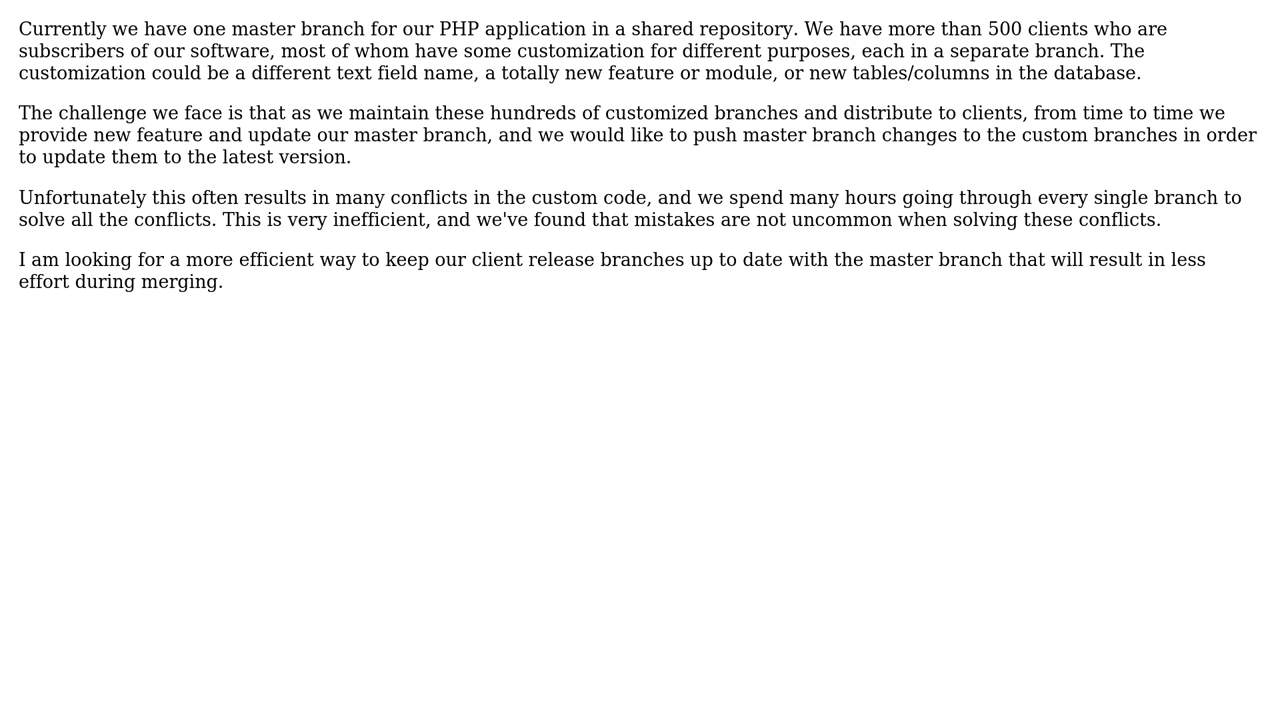 Currently we have one master branch for our PHP application in a shared repository. We have more than 500 clients who are
subscribers of our software, most of whom have some customization for different purposes, each in a separate branch. The
customization could be a different text field name, a totally new feature or module, or new tables/columns in the database.
The challenge we face is that as we maintain these hundreds of customized branches and distribute to clients, from time to time we
provide new feature and update our master branch, and we would like to push master branch changes to the custom branches in order
to update them to the latest version.
Unfortunately this often results in many conflicts in the custom code, and we spend many hours going through every single branch to
solve all the conflicts. This is very inefficient, and we've found that mistakes are not uncommon when solving these conflicts.
I am looking for a more efficient way to keep our client release branches up to date with the master branch that will result in less
effort during merging.